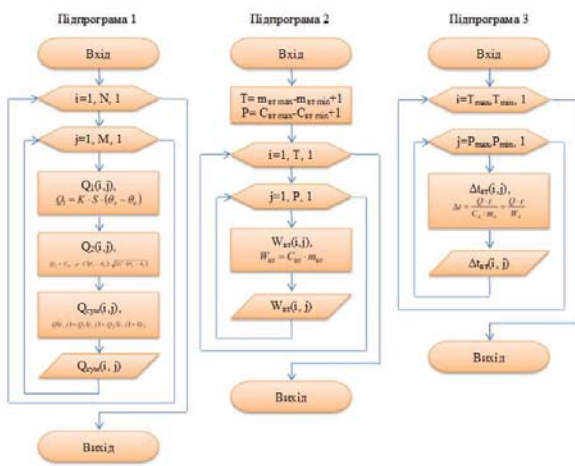 Підпрограма 1
Вхід
i=1, N, 1
j=1, M, 1
Q₁(i,j),
Q₁ = K · S · (θₐ − θₐ)
Q₂(i,j),
Qсум(i,j),
Qсум(i, j)
Вихід
Підпрограма 2
Вхід
T= mвт max-mвт min+1
P= Cвт max-Cвт min+1
i=1, T, 1
j=1, P, 1
Wвт(i,j),
Wвт = Cвт · mвт
Wвт(i, j)
Вихід
Підпрограма 3
Вхід
i=Tmax,Tmin, 1
j=Pmax,Pmin, 1
Δtвт(i,j),
Δtвт(i, j)
Вихід